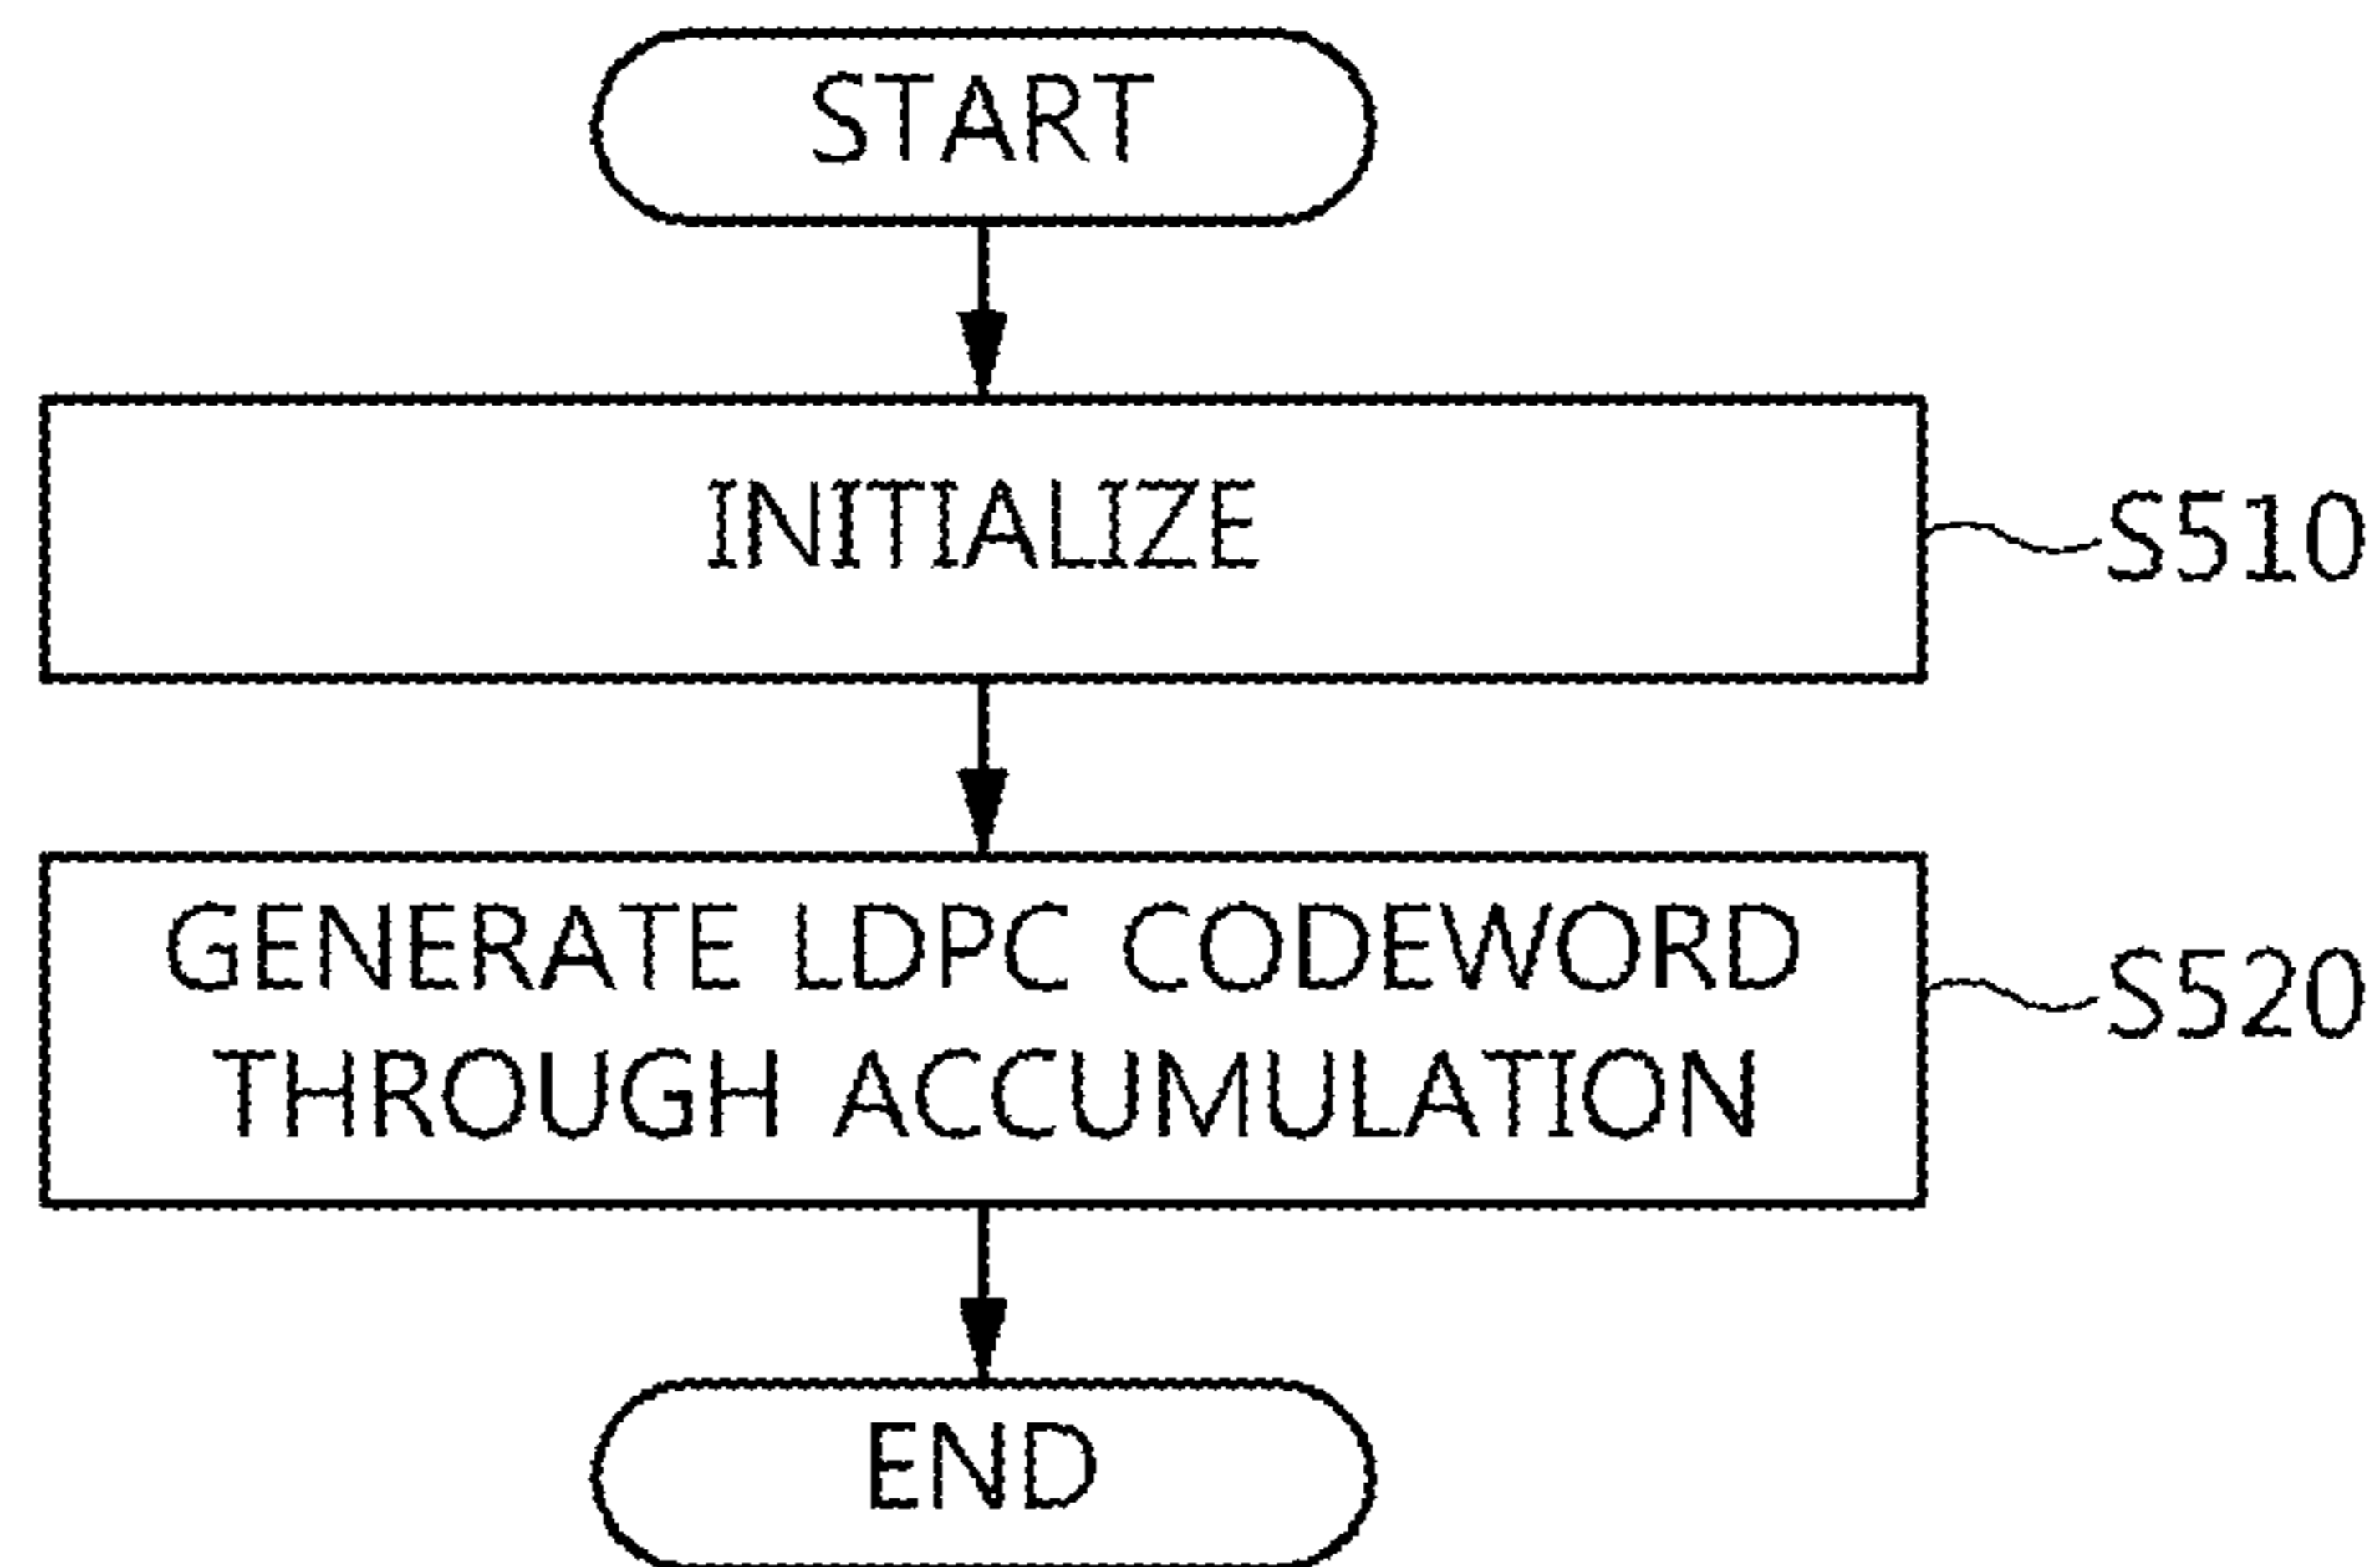 START
INITIALIZE
S510
GENERATE LDPC CODEWORD
THROUGH ACCUMULATION
S520
END